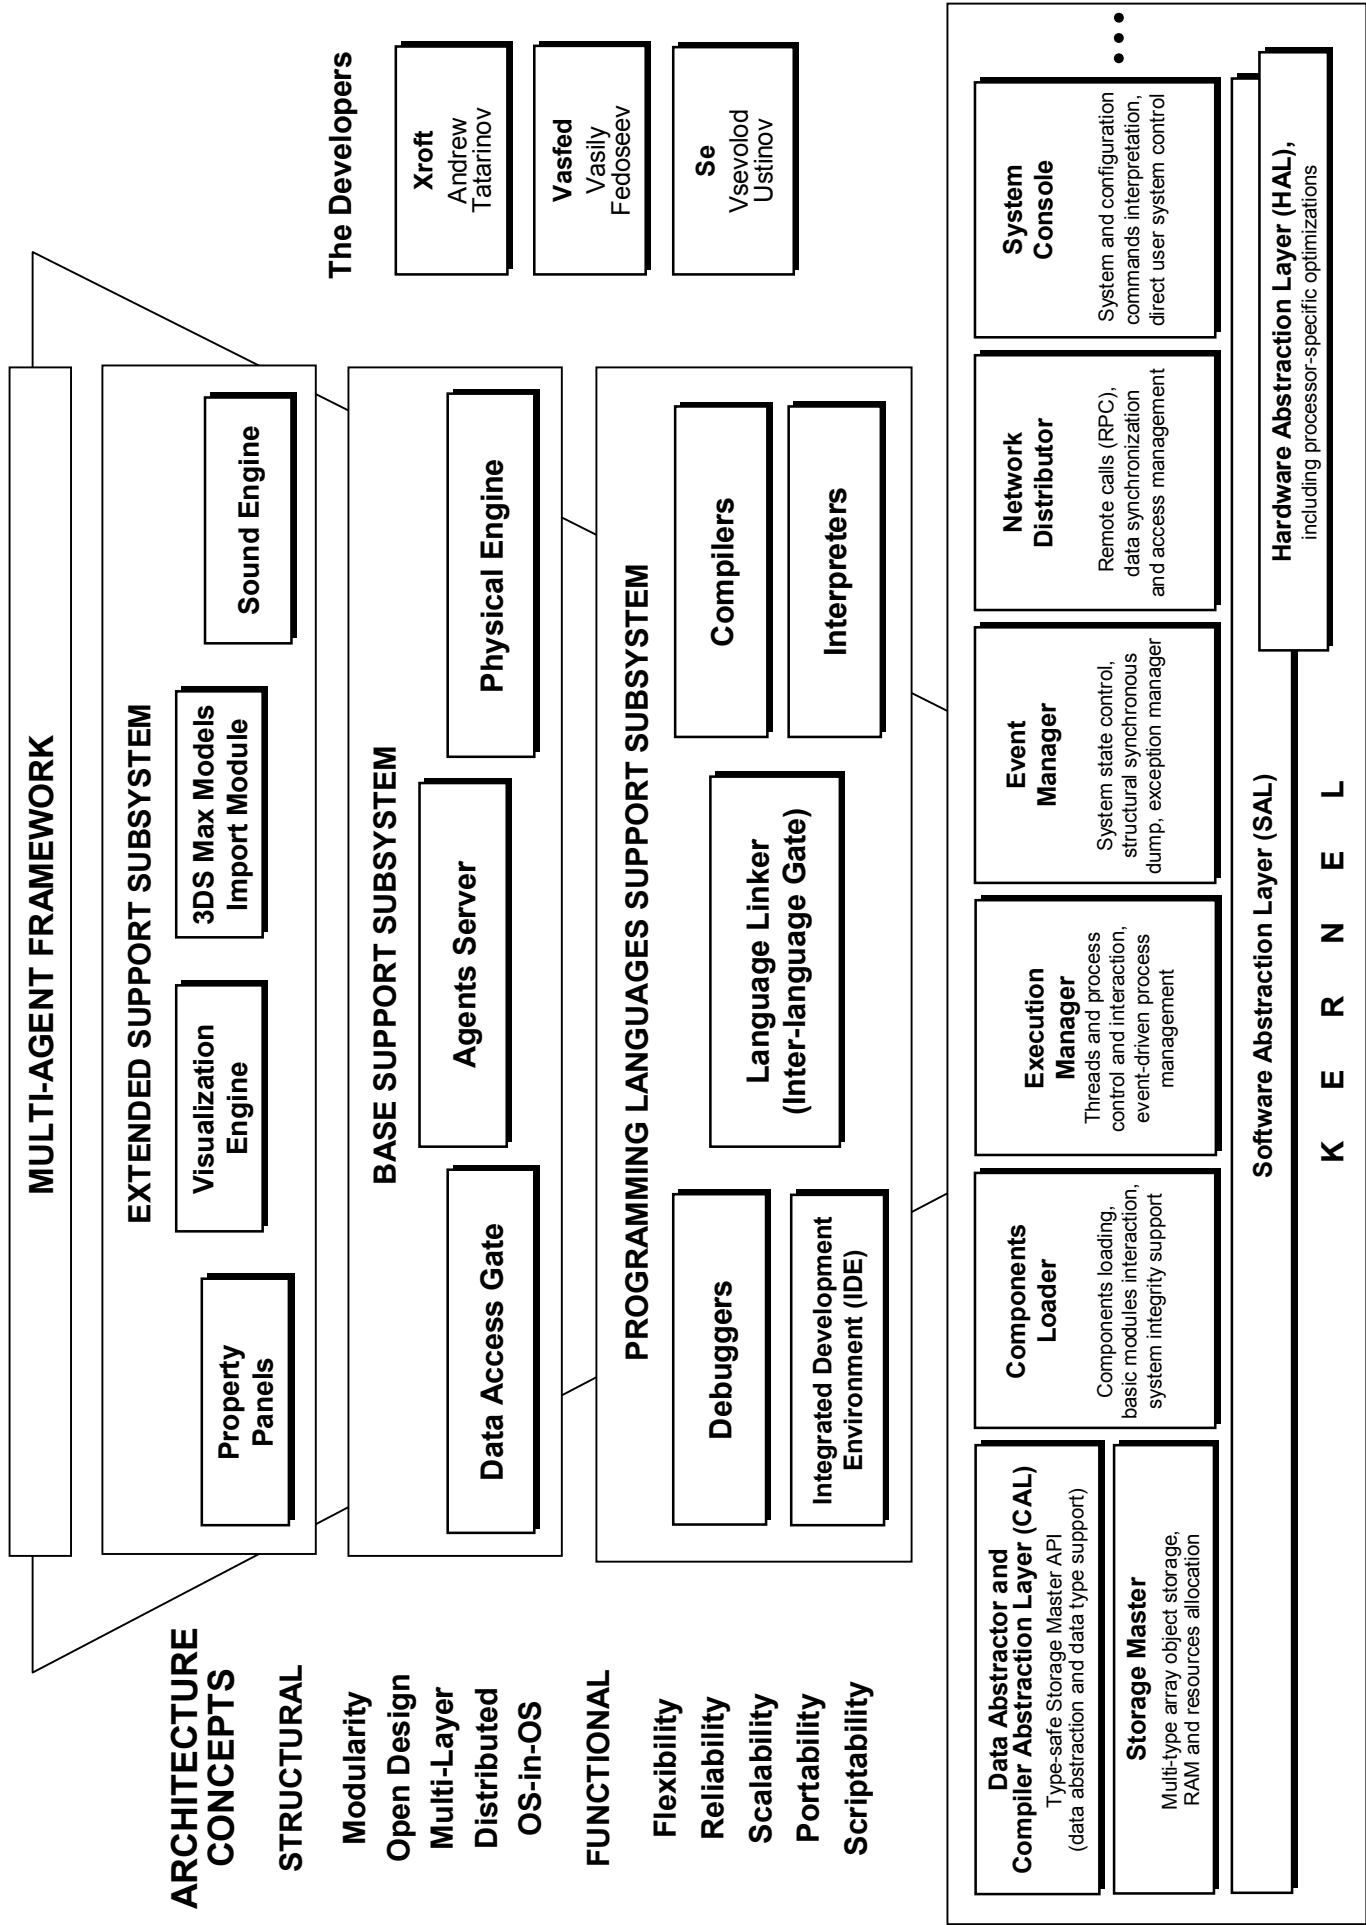 MULTI-AGENT FRAMEWORK
ARCHITECTURE
CONCEPTS
STRUCTURAL
Modularity
Open Design
Multi-Layer
Distributed
OS-in-OS
FUNCTIONAL
Flexibility
Reliability
Scalability
Portability
Scriptability
EXTENDED SUPPORT SUBSYSTEM
Property
Panels
Visualization
Engine
3DS Max Models
Import Module
Sound Engine
BASE SUPPORT SUBSYSTEM
Data Access Gate
Agents Server
Physical Engine
PROGRAMMING LANGUAGES SUPPORT SUBSYSTEM
Debuggers
Integrated Development
Environment (IDE)
Language Linker
(Inter-language Gate)
Compilers
Interpreters
The Developers
Xroft
Andrew
Tatarinov
Vasfed
Vasily
Fedoseev
Se
Vsevolod
Ustinov
Data Abstractor and
Compiler Abstraction Layer (CAL)
Type-safe Storage Master API
(data abstraction and data type support)
Storage Master
Multi-type array object storage,
RAM and resources allocation
Components
Loader
Components loading,
basic modules interaction,
system integrity support
Execution
Manager
Threads and process
control and interaction,
event-driven process
management
Event
Manager
System state control,
structural synchronous
dump, exception manager
Network
Distributor
Remote calls (RPC),
data synchronization
and access management
System
Console
System and configuration
commands interpretation,
direct user system control
...
Software Abstraction Layer (SAL)
Hardware Abstraction Layer (HAL),
including processor-specific optimizations
K E R N E L